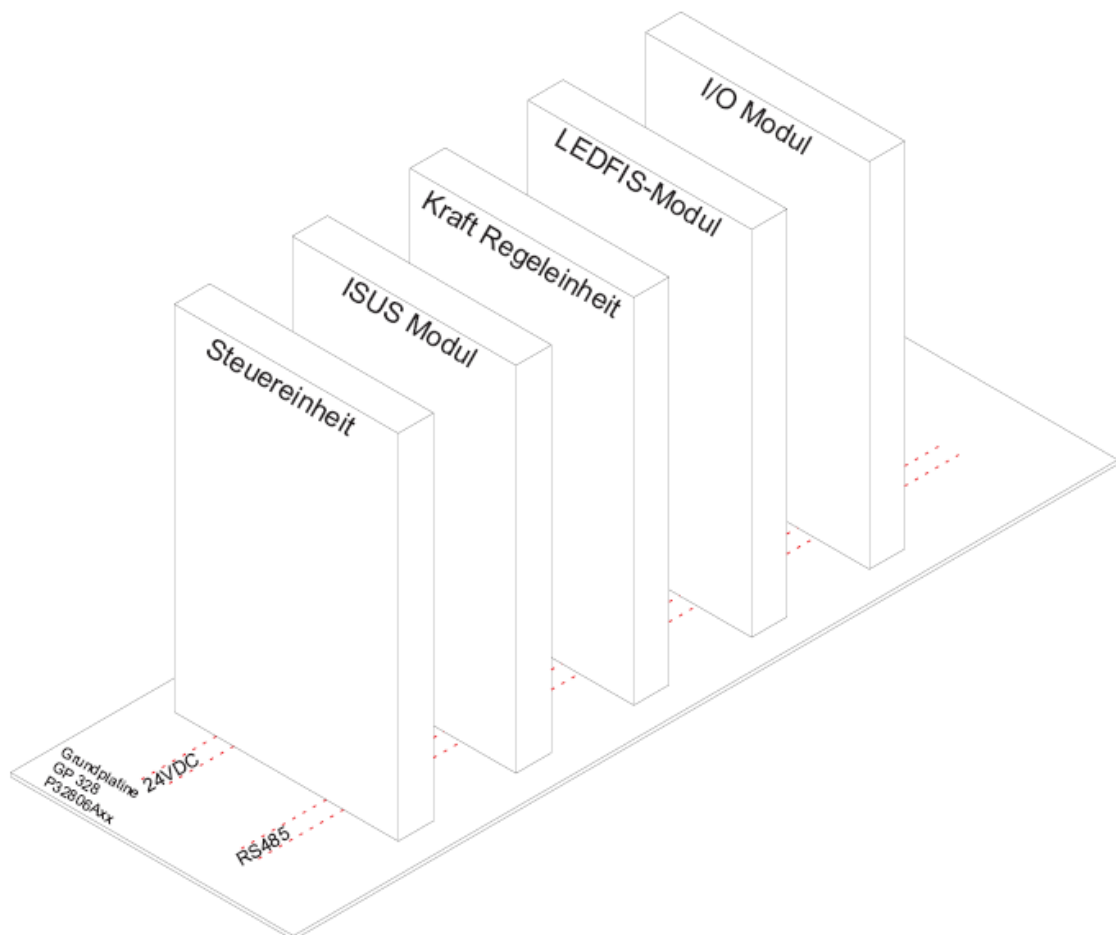 I/O Modul
LEDFIS-Modul
Kraft Regeleinheit
ISUS Modul
Steuereinheit
Grundplatine
GP 328
P32806Axx
24VDC
RS485